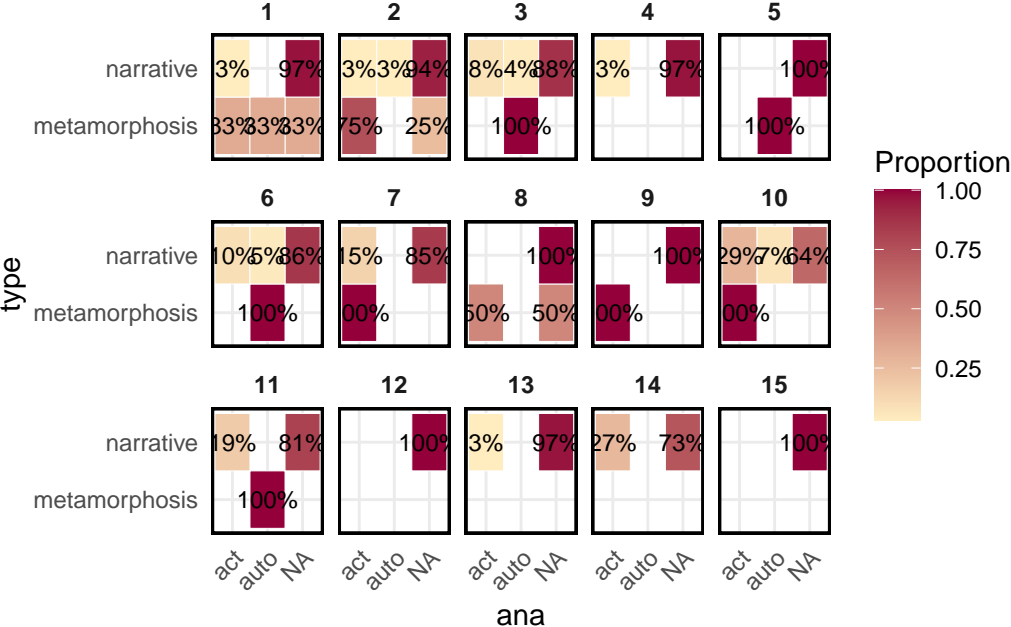 1 2 3 4 5
narrative 3% 97% 3% 3% 94% 8% 4% 88% 3% 97% 100%
metamorphosis 33% 33% 33% 75% 25% 100% 100%
Proportion
1.00
0.75
0.50
0.25
6 7 8 9 10
narrative 10% 5% 86% 15% 85% 100% 100% 29% 7% 64%
metamorphosis 100% 00% 50% 50% 00% 00%
type
11 12 13 14 15
narrative 19% 81% 100% 3% 97% 27% 73% 100%
metamorphosis 100%
act auto NA act auto NA act auto NA act auto NA act auto NA
ana